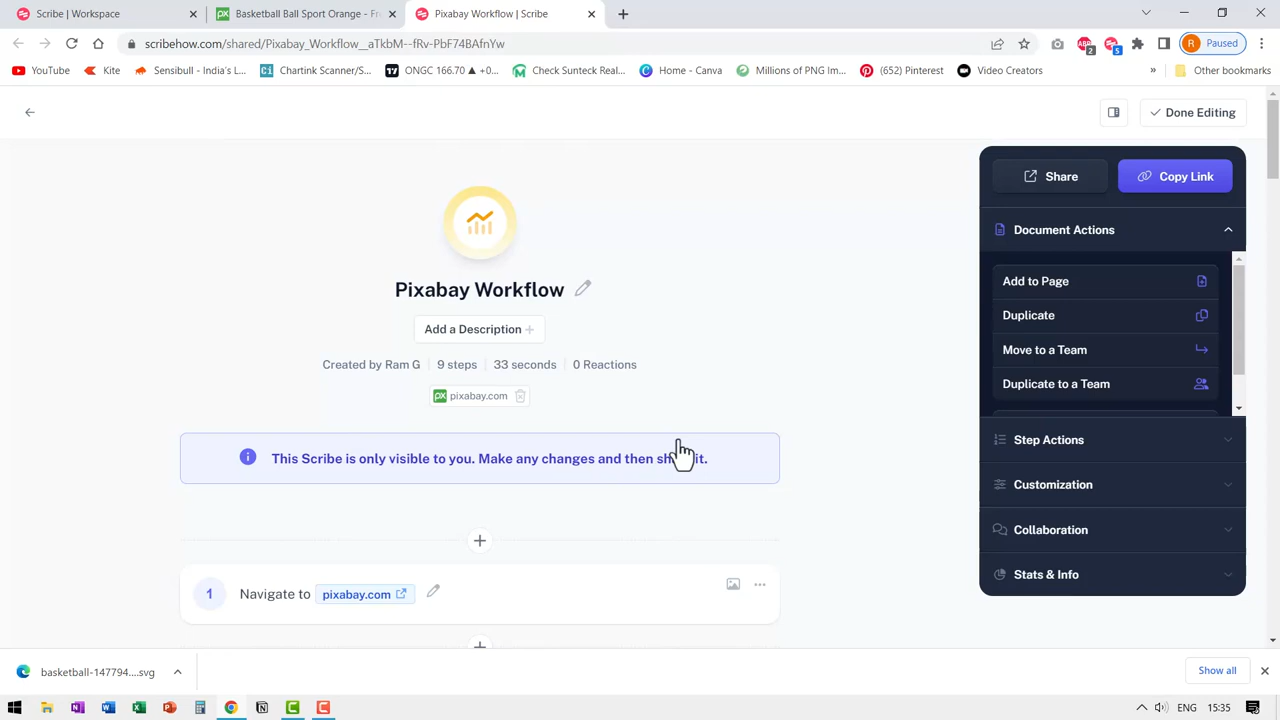 Scribe | Workspace
Basketball Ball Sport Orange - Fr
Pixabay Workflow | Scribe
scribehow.com/shared/Pixabay_Workflow__aTkbM--fRv-PbF74BAfnYw
2
5
R
Paused
YouTube
Kite
Sensibull - India's L...
Chartink Scanner/S...
ONGC 166.70 ▲ +0...
Check Sunteck Real...
Home - Canva
Millions of PNG Im...
(652) Pinterest
Video Creators
»
Other bookmarks
Done Editing
Share
Copy Link
Document Actions
Add to Page
Duplicate
Move to a Team
Duplicate to a Team
Step Actions
Customization
Collaboration
Stats & Info
Pixabay Workflow
Add a Description +
Created by Ram G
9 steps
33 seconds
0 Reactions
px
pixabay.com
This Scribe is only visible to you. Make any changes and then it.
1
Navigate to pixabay.com
basketball-147794....svg
Show all
ENG
15:35